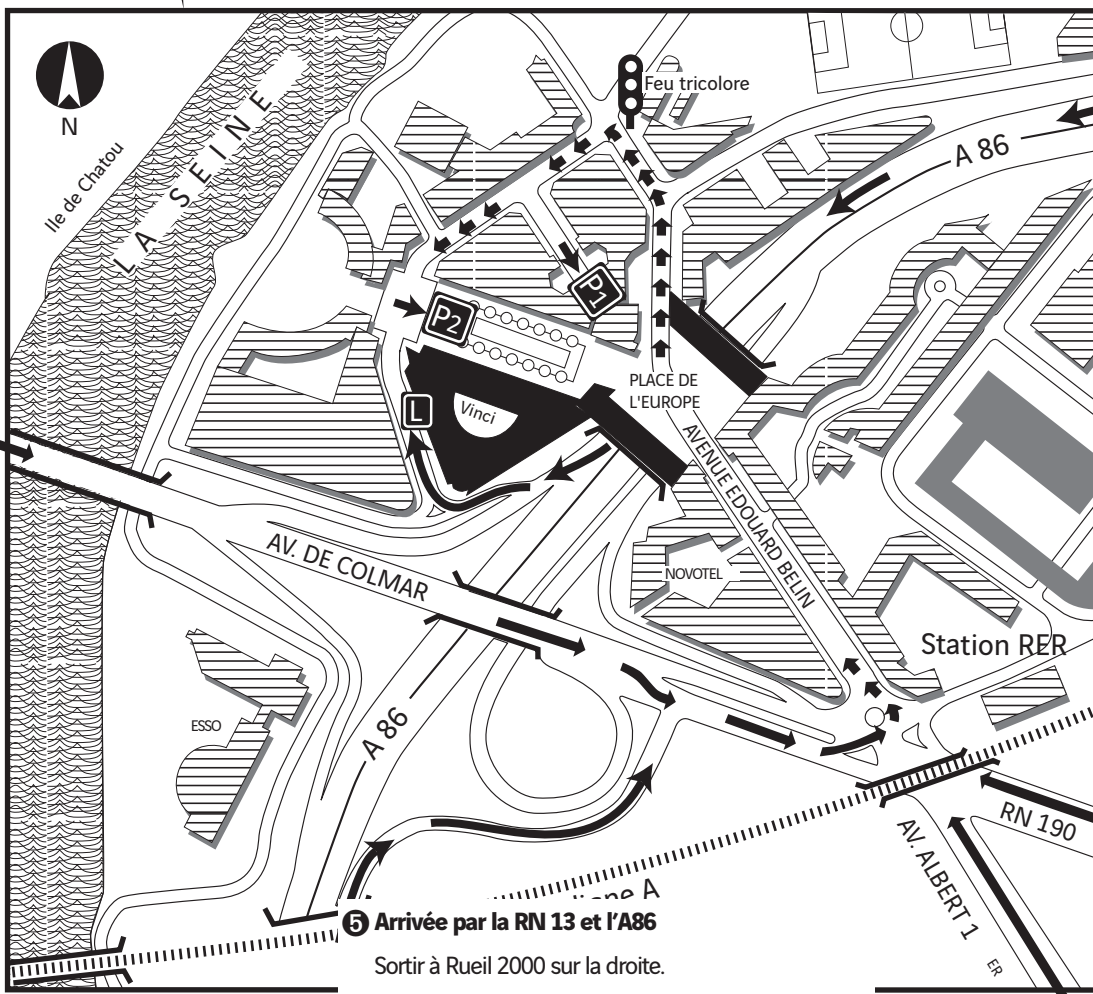 Feu tricolore
N
A 86
Ile de Chatou
LA SEINE
P1
P2
PLACE DE
L'EUROPE
L
Vinci
AVENUE EDOUARD BELIN
AV. DE COLMAR
NOVOTEL
Station RER
ESSO
A 86
RN 190
AV. ALBERT 1
ER
ligne A
❺ Arrivée par la RN 13 et l'A86
Sortir à Rueil 2000 sur la droite.